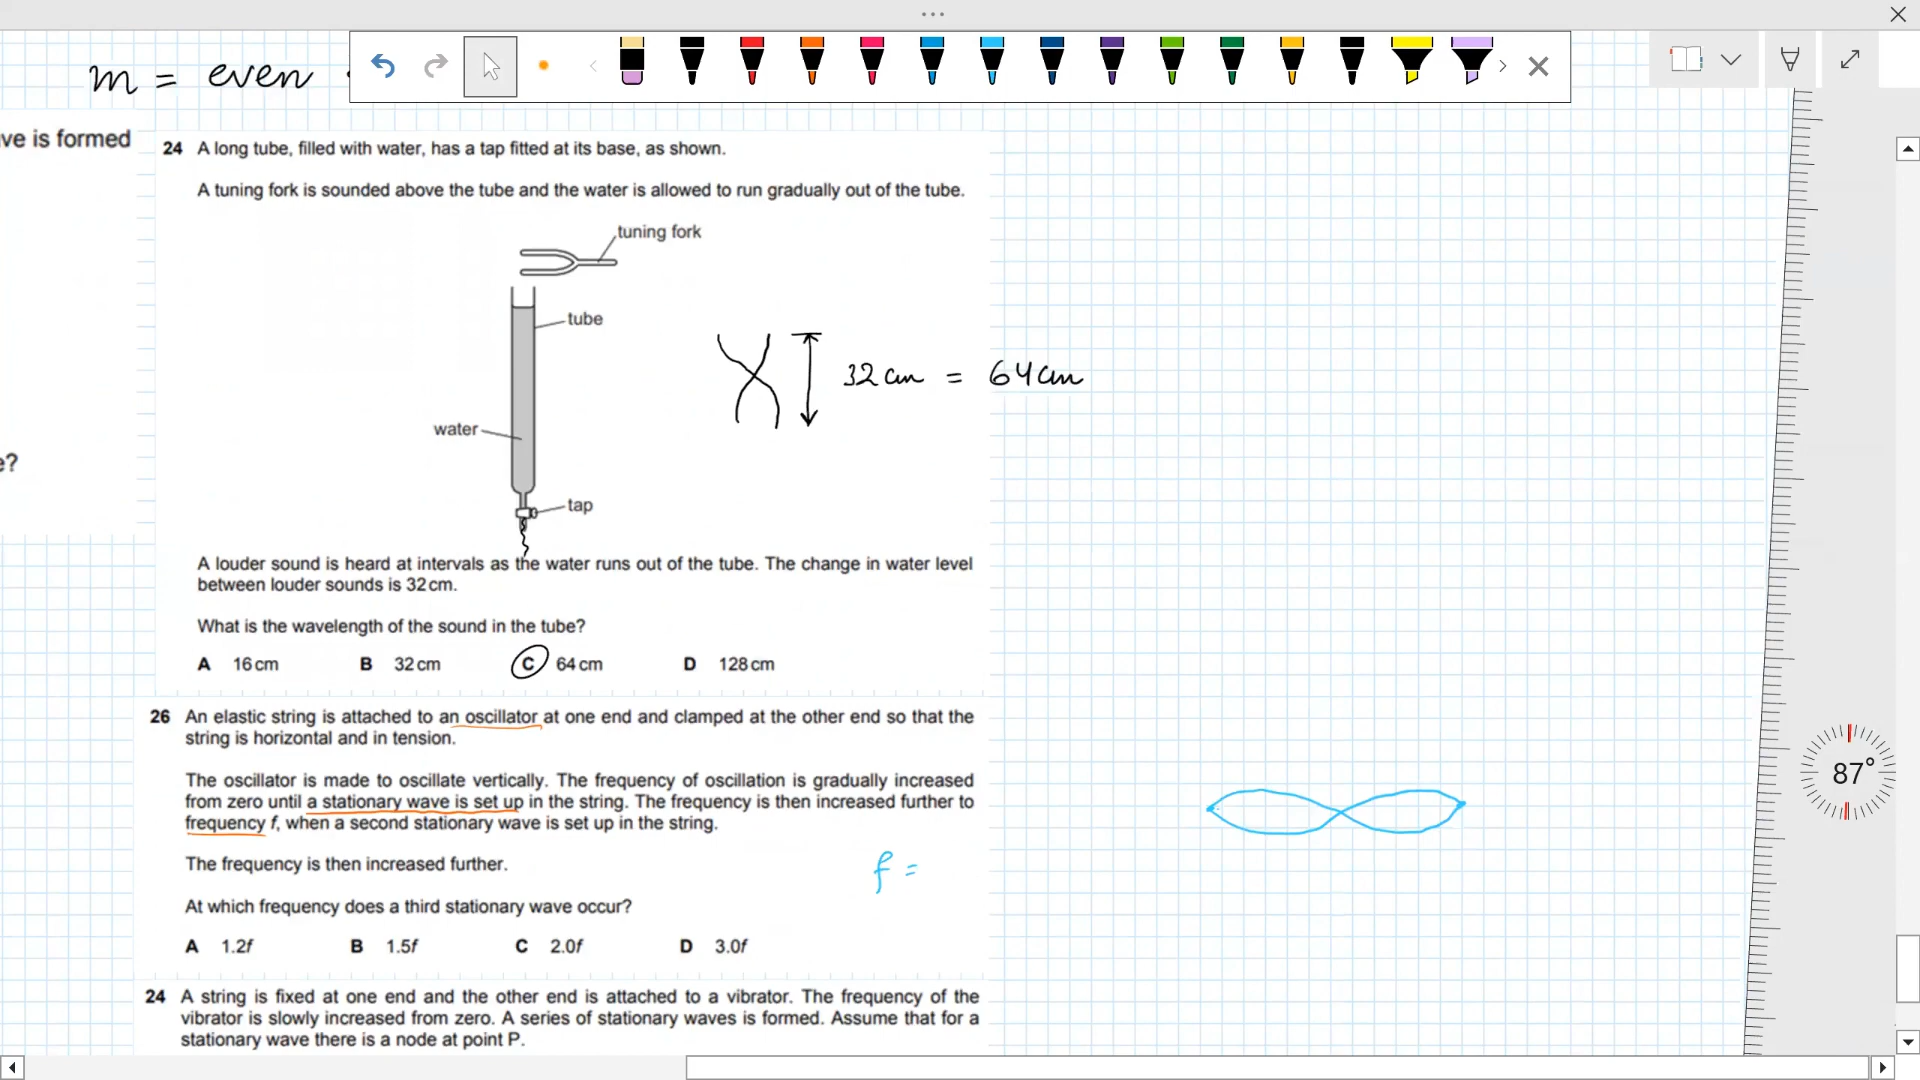 m = even
ve is formed
24 A long tube, filled with water, has a tap fitted at its base, as shown.
A tuning fork is sounded above the tube and the water is allowed to run gradually out of the tube.
tuning fork
tube
32 cm = 64 cm
water
e?
tap
A louder sound is heard at intervals as the water runs out of the tube. The change in water level
between louder sounds is 32 cm.
What is the wavelength of the sound in the tube?
A 16 cm B 32 cm C 64 cm D 128 cm
26 An elastic string is attached to an oscillator at one end and clamped at the other end so that the
string is horizontal and in tension.
The oscillator is made to oscillate vertically. The frequency of oscillation is gradually increased
from zero until a stationary wave is set up in the string. The frequency is then increased further to
frequency f, when a second stationary wave is set up in the string.
87°
The frequency is then increased further.
f =
At which frequency does a third stationary wave occur?
A 1.2f B 1.5f C 2.0f D 3.0f
24 A string is fixed at one end and the other end is attached to a vibrator. The frequency of the
vibrator is slowly increased from zero. A series of stationary waves is formed. Assume that for a
stationary wave there is a node at point P.